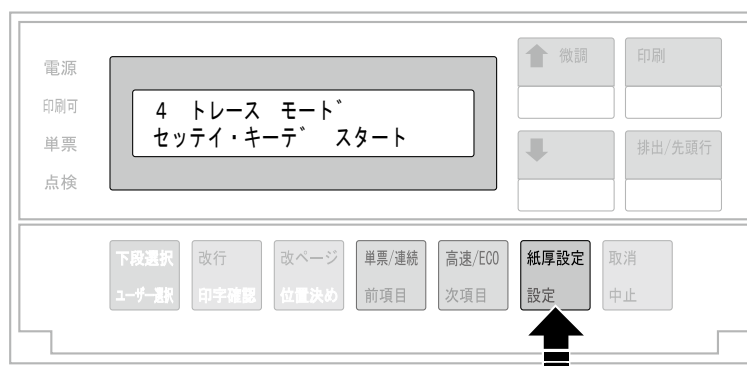 電源
印刷可
単票
点検
4 トレース モート゛
セッテイ・キーテ゛ スタート
微調
印刷
排出/先頭行
下段選択
ユーザー選択
改行
印字確認
改ページ
位置決め
単票/連続
前項目
高速/ECO
次項目
紙厚設定
設定
取消
中止